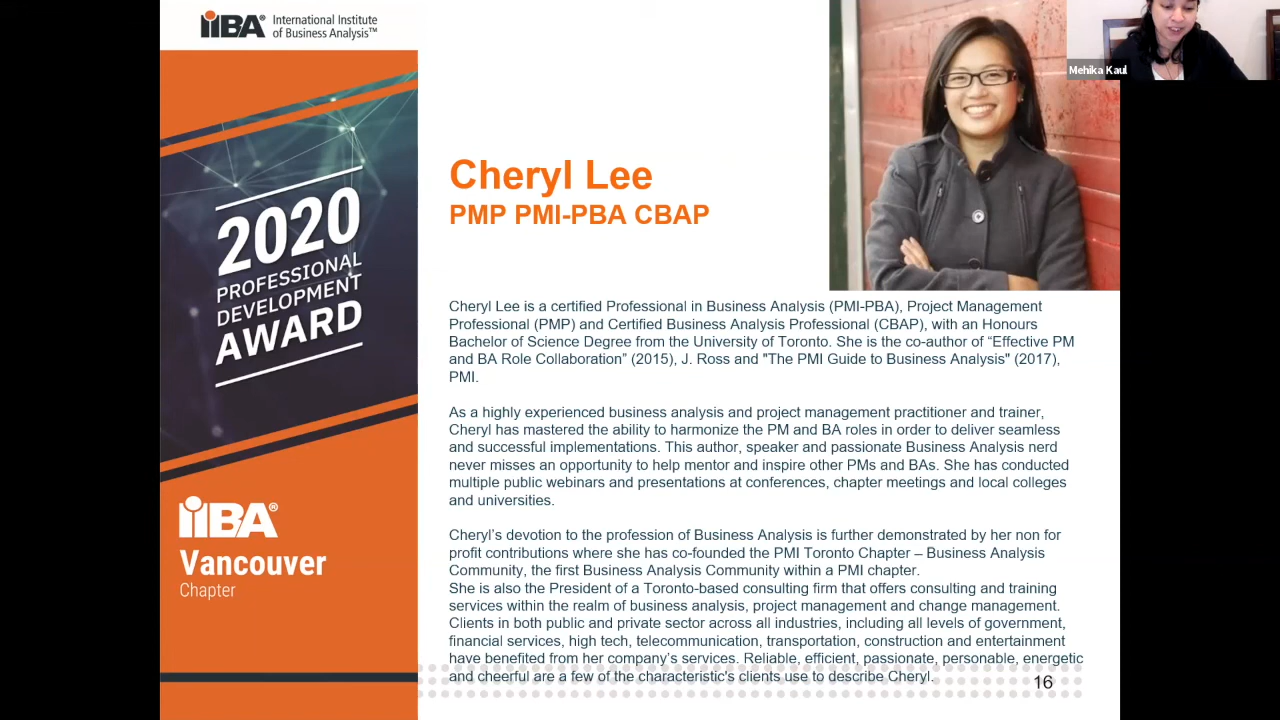 iiBA® International Institute
of Business Analysis™
Mehika Kaul
2020
PROFESSIONAL
DEVELOPMENT
AWARD
iiBA®
Vancouver
Chapter
Cheryl Lee
PMP PMI-PBA CBAP
Cheryl Lee is a certified Professional in Business Analysis (PMI-PBA), Project Management
Professional (PMP) and Certified Business Analysis Professional (CBAP), with an Honours
Bachelor of Science Degree from the University of Toronto. She is the co-author of “Effective PM
and BA Role Collaboration” (2015), J. Ross and "The PMI Guide to Business Analysis" (2017),
PMI.
As a highly experienced business analysis and project management practitioner and trainer,
Cheryl has mastered the ability to harmonize the PM and BA roles in order to deliver seamless
and successful implementations. This author, speaker and passionate Business Analysis nerd
never misses an opportunity to help mentor and inspire other PMs and BAs. She has conducted
multiple public webinars and presentations at conferences, chapter meetings and local colleges
and universities.
Cheryl’s devotion to the profession of Business Analysis is further demonstrated by her non for
profit contributions where she has co-founded the PMI Toronto Chapter – Business Analysis
Community, the first Business Analysis Community within a PMI chapter.
She is also the President of a Toronto-based consulting firm that offers consulting and training
services within the realm of business analysis, project management and change management.
Clients in both public and private sector across all industries, including all levels of government,
financial services, high tech, telecommunication, transportation, construction and entertainment
have benefited from her company’s services. Reliable, efficient, passionate, personable, energetic
and cheerful are a few of the characteristic's clients use to describe Cheryl.
16